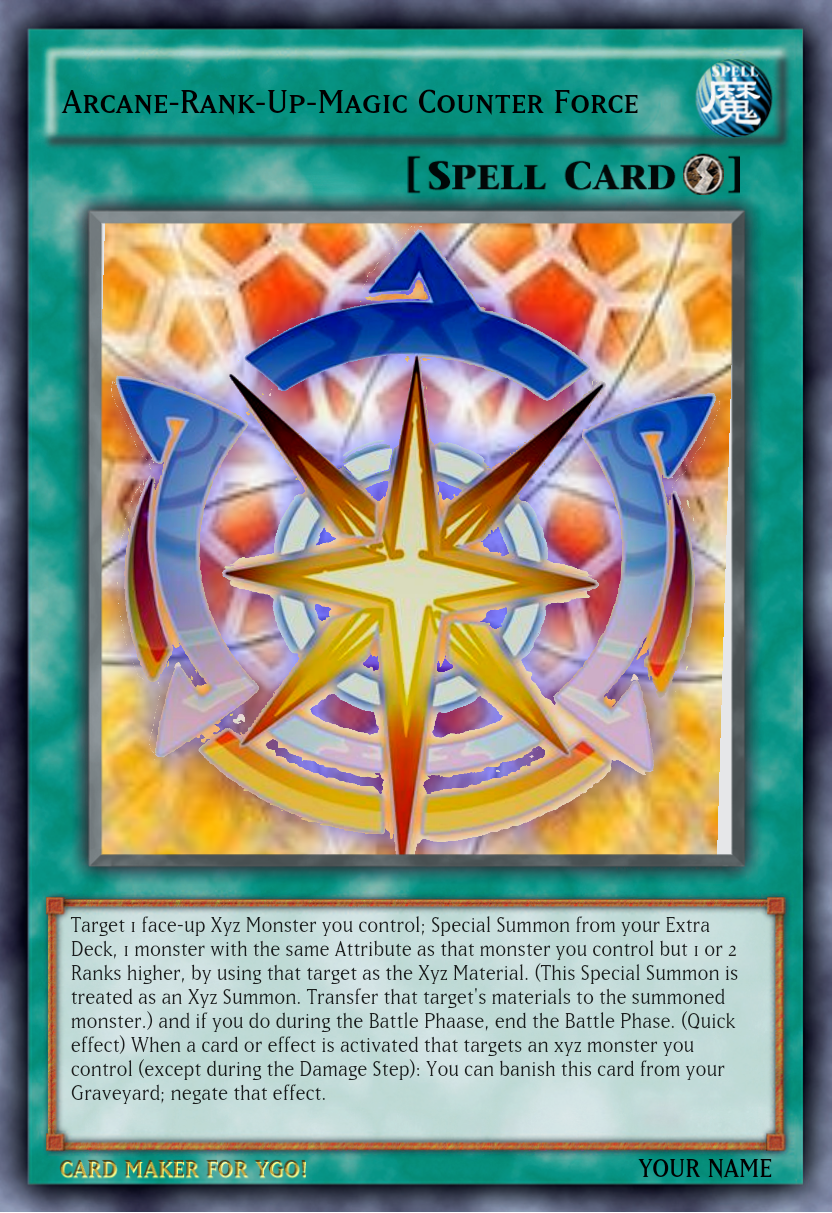 Arcane-Rank-Up-Magic Counter Force
SPELL
魔
[Spell Card]
Target 1 face-up Xyz Monster you control; Special Summon from your Extra
Deck, 1 monster with the same Attribute as that monster you control but 1 or 2
Ranks higher, by using that target as the Xyz Material. (This Special Summon is
treated as an Xyz Summon. Transfer that target's materials to the summoned
monster.) and if you do during the Battle Phaase, end the Battle Phase. (Quick
effect) When a card or effect is activated that targets an xyz monster you
control (except during the Damage Step): You can banish this card from your
Graveyard; negate that effect.
CARD MAKER FOR YGO!
YOUR NAME